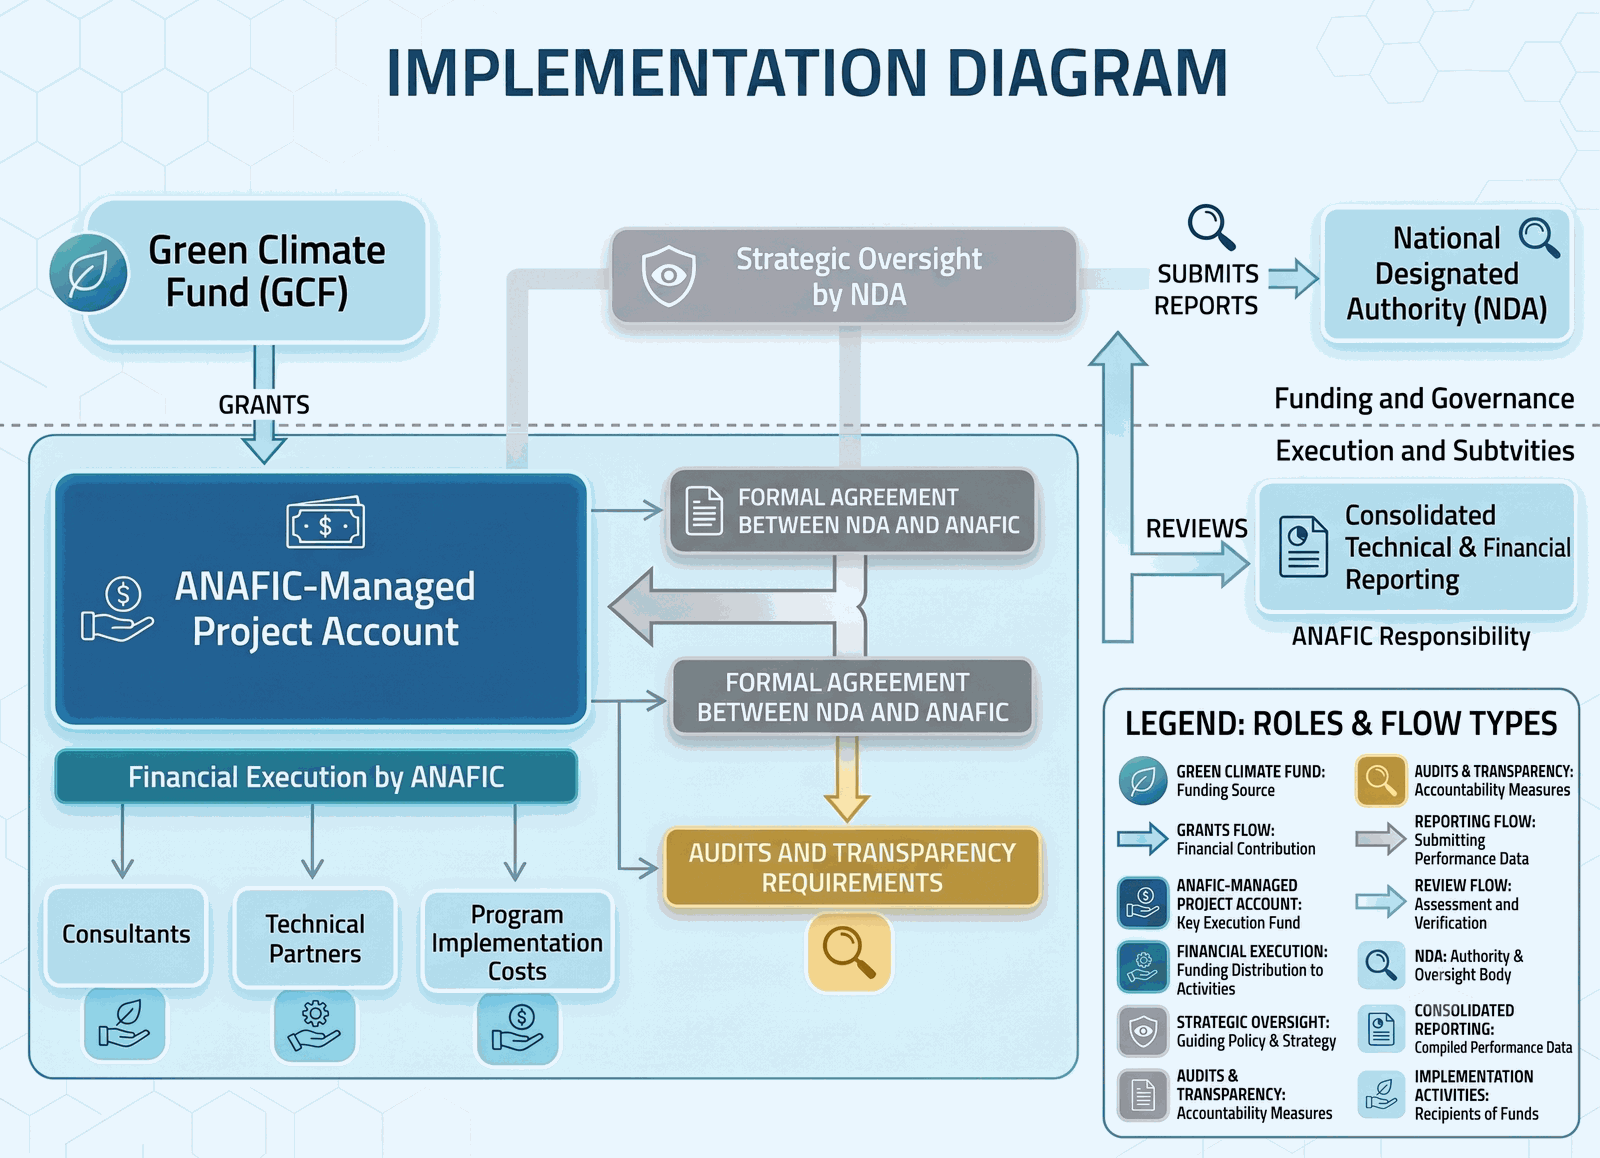 IMPLEMENTATION DIAGRAM
Green Climate
Fund (GCF)
GRANTS
Strategic Oversight
by NDA
SUBMITS
REPORTS
National
Designated
Authority (NDA)
Funding and Governance
Execution and Subtvities
ANAFIC-Managed
Project Account
FORMAL AGREEMENT
BETWEEN NDA AND ANAFIC
REVIEWS
Consolidated
Technical & Financial
Reporting
ANAFIC Responsibility
FORMAL AGREEMENT
BETWEEN NDA AND ANAFIC
Financial Execution by ANAFIC
AUDITS AND TRANSPARENCY
REQUIREMENTS
Consultants
Technical
Partners
Program
Implementation
Costs
LEGEND: ROLES & FLOW TYPES
GREEN CLIMATE FUND:
Funding Source
GRANTS FLOW:
Financial Contribution
ANAFIC-MANAGED
PROJECT ACCOUNT:
Key Execution Fund
FINANCIAL EXECUTION:
Funding Distribution to
Activities
STRATEGIC OVERSIGHT:
Guiding Policy & Strategy
AUDITS &
TRANSPARENCY:
Accountability Measures
AUDITS & TRANSPARENCY:
Accountability Measures
REPORTING FLOW:
Submitting
Performance Data
REVIEW FLOW:
Assessment and
Verification
NDA: Authority &
Oversight Body
CONSOLIDATED
REPORTING:
Compiled Performance Data
IMPLEMENTATION
ACTIVITIES:
Recipients of Funds